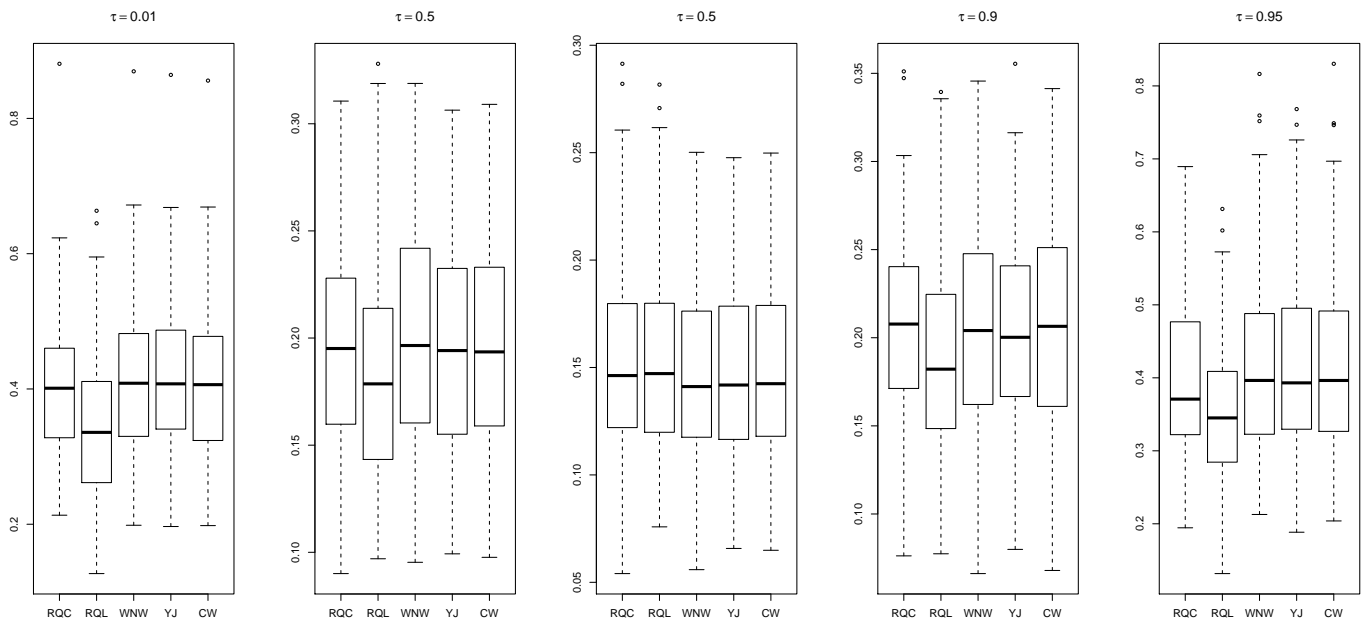 τ = 0.01
0.2 0.4 0.6 0.8
RQC RQL WNW YJ CW
τ = 0.5
0.10 0.15 0.20 0.25 0.30
RQC RQL WNW YJ CW
τ = 0.5
0.05 0.10 0.15 0.20 0.25 0.30
RQC RQL WNW YJ CW
τ = 0.9
0.10 0.15 0.20 0.25 0.30 0.35
RQC RQL WNW YJ CW
τ = 0.95
0.2 0.3 0.4 0.5 0.6 0.7 0.8
RQC RQL WNW YJ CW